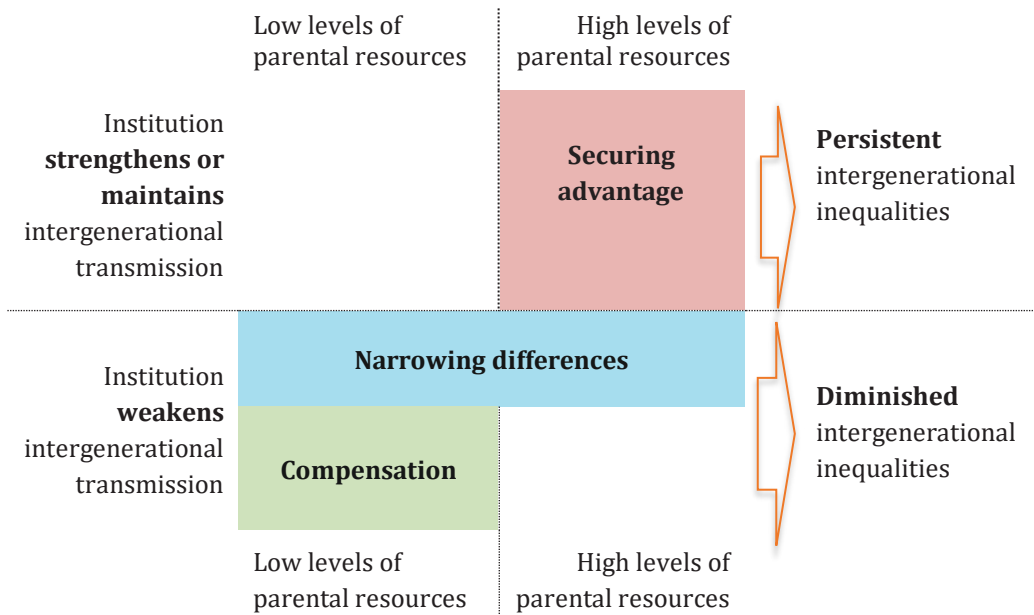 Low levels of
parental resources
High levels of
parental resources
Institution
strengthens or
maintains
intergenerational
transmission
Securing
advantage
Persistent
intergenerational
inequalities
Narrowing differences
Institution
weakens
intergenerational
transmission
Compensation
Diminished
intergenerational
inequalities
Low levels of
parental resources
High levels of
parental resources